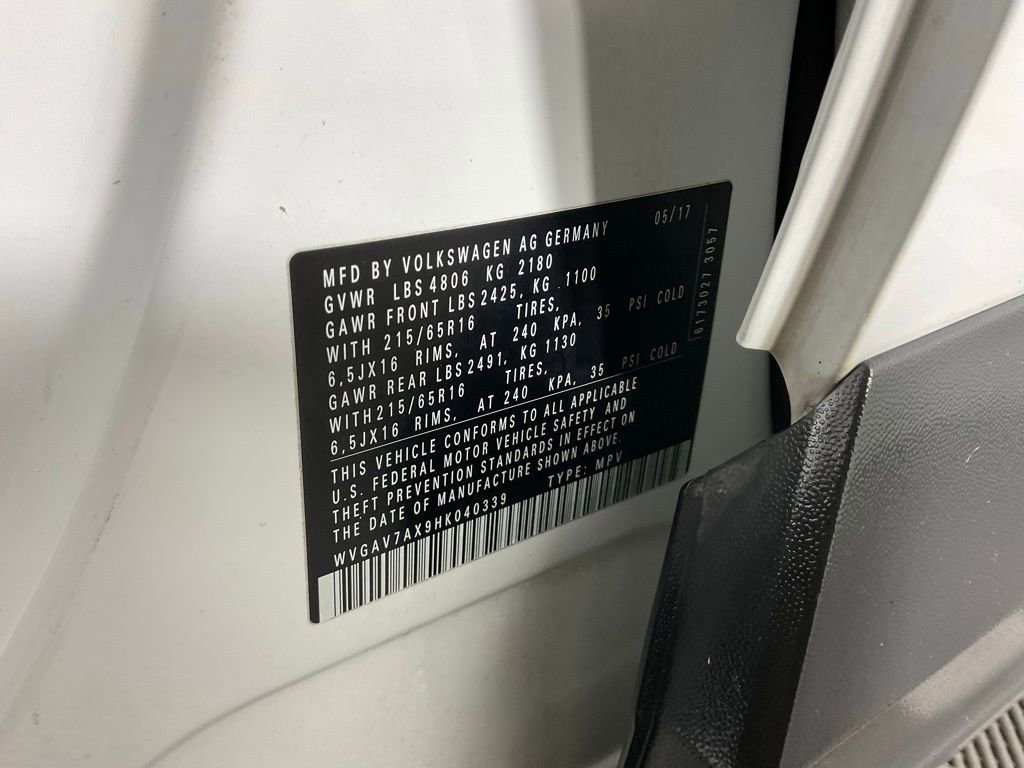 MFD BY VOLKSWAGEN AG GERMANY 05/17
GVWR LBS 4806 KG 2180
GAWR FRONT LBS 2425, KG 1100
WITH 215/65R16 TIRES,
6,5JX16 RIMS, AT 240 KPA, 35 PSI COLD
GAWR REAR LBS 2491, KG 1130
WITH 215/65R16 TIRES,
6,5JX16 RIMS, AT 240 KPA, 35 PSI COLD
THIS VEHICLE CONFORMS TO ALL APPLICABLE
U.S. FEDERAL MOTOR VEHICLE SAFETY AND
THEFT PREVENTION STANDARDS IN EFFECT ON
THE DATE OF MANUFACTURE SHOWN ABOVE.
WVGAV7AX9HK040339 TYPE: MPV
6173027 3057